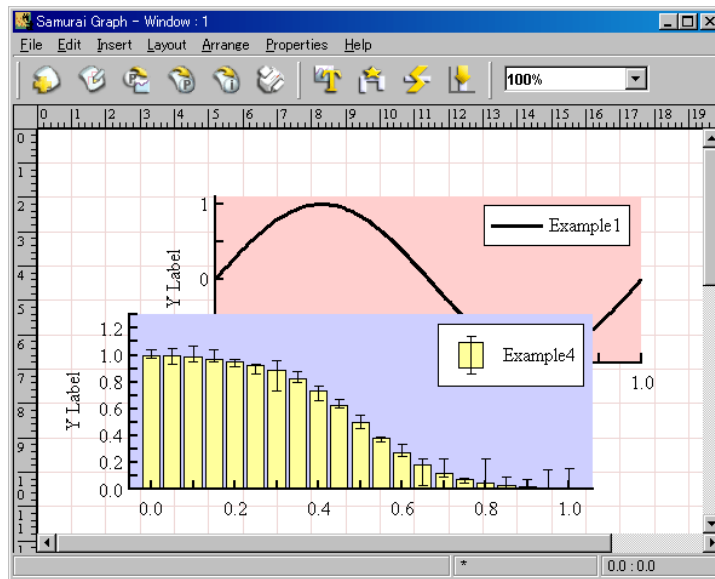 Samurai Graph - Window : 1
File Edit Insert Layout Arrange Properties Help
100%
0 1 2 3 4 5 6 7 8 9 10 11 12 13 14 15 16 17 18 19
0
1
2
3
4
5
6
7
8
9
10
11
1
0
Y Label
Example1
1.0
1.2
1.0
0.8
0.6
0.4
0.2
0.0
Y Label
Example4
0.0 0.2 0.4 0.6 0.8 1.0
*
0.0 : 0.0